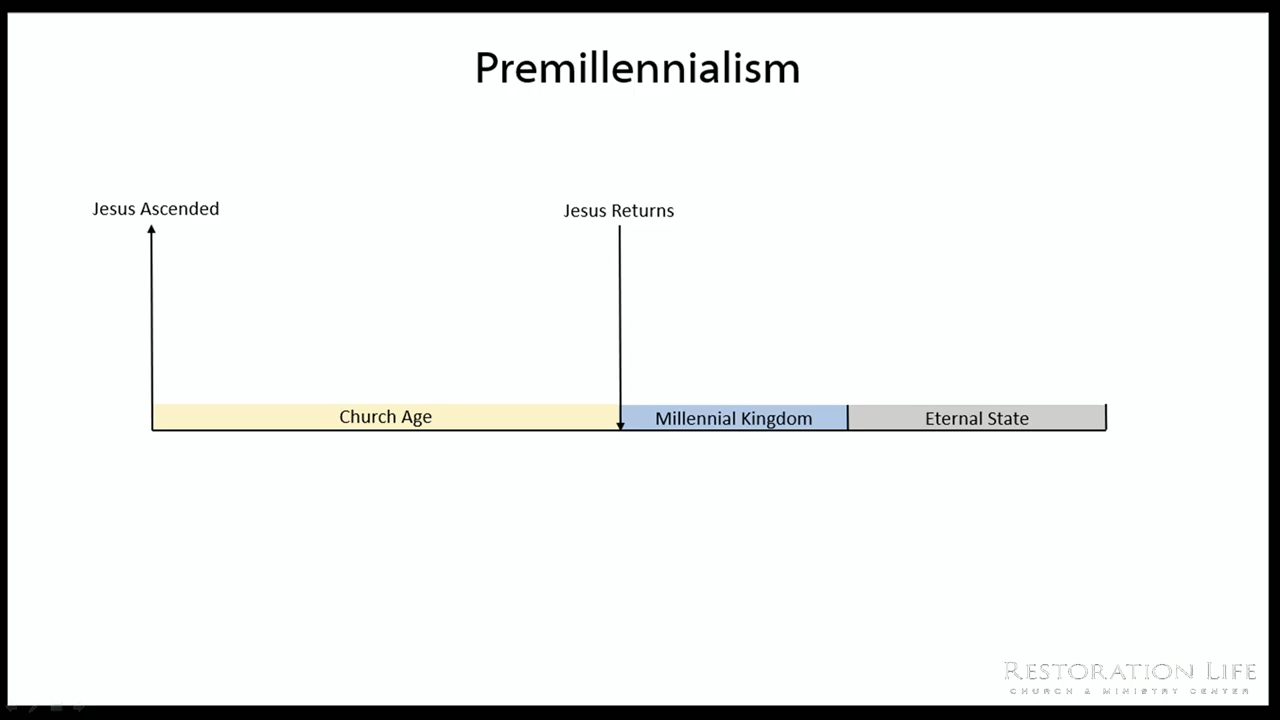 Premillennialism
Jesus Ascended
Jesus Returns
Church Age
Millennial Kingdom
Eternal State
RESTORATION LIFE
CHURCH & MINISTRY CENTER